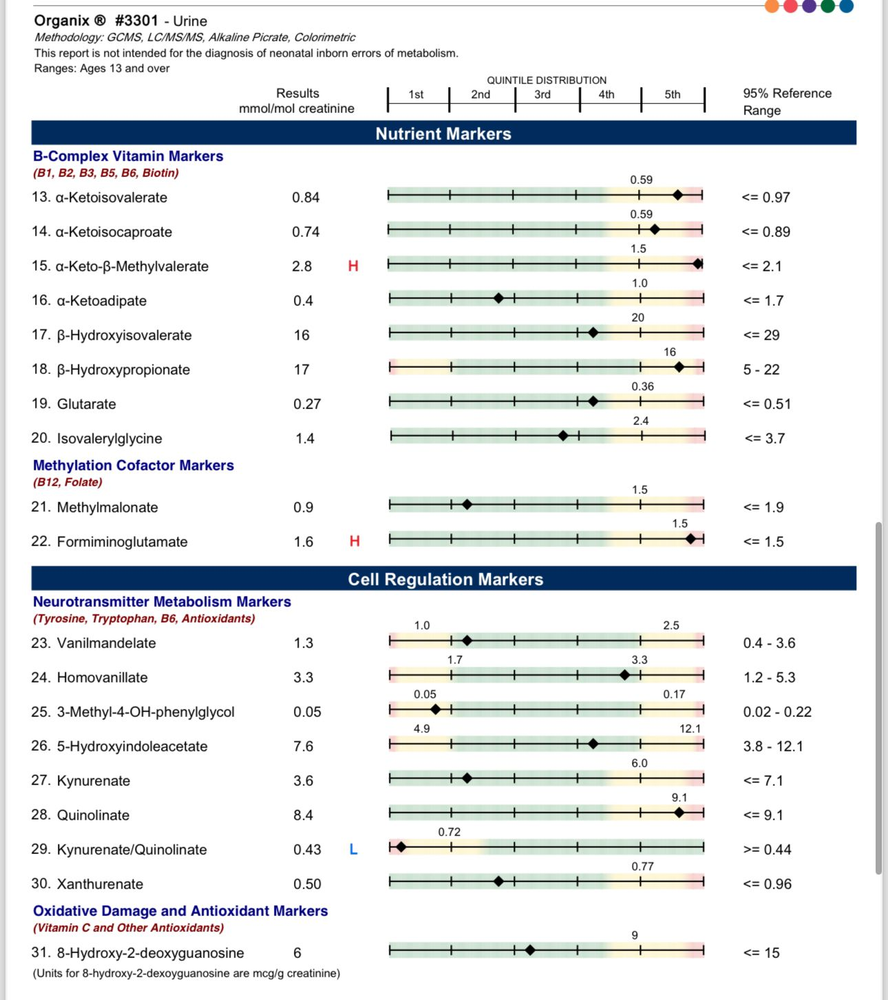 Organix ® #3301 - Urine
Methodology: GCMS, LC/MS/MS, Alkaline Picrate, Colorimetric
This report is not intended for the diagnosis of neonatal inborn errors of metabolism.
Ranges: Ages 13 and over
QUINTILE DISTRIBUTION
Results 1st 2nd 3rd 4th 5th 95% Reference
mmol/mol creatinine Range
Nutrient Markers
B-Complex Vitamin Markers
(B1, B2, B3, B5, B6, Biotin)
0.59
13. α-Ketoisovalerate 0.84 <= 0.97
0.59
14. α-Ketoisocaproate 0.74 <= 0.89
1.5
15. α-Keto-β-Methylvalerate 2.8 H <= 2.1
1.0
16. α-Ketoadipate 0.4 <= 1.7
20
17. β-Hydroxyisovalerate 16 <= 29
16
18. β-Hydroxypropionate 17 5 - 22
0.36
19. Glutarate 0.27 <= 0.51
2.4
20. Isovalerylglycine 1.4 <= 3.7
Methylation Cofactor Markers
(B12, Folate)
1.5
21. Methylmalonate 0.9 <= 1.9
1.5
22. Formiminoglutamate 1.6 H <= 1.5
Cell Regulation Markers
Neurotransmitter Metabolism Markers
(Tyrosine, Tryptophan, B6, Antioxidants)
1.0 2.5
23. Vanilmandelate 1.3 0.4 - 3.6
1.7 3.3
24. Homovanillate 3.3 1.2 - 5.3
0.05 0.17
25. 3-Methyl-4-OH-phenylglycol 0.05 0.02 - 0.22
4.9 12.1
26. 5-Hydroxyindoleacetate 7.6 3.8 - 12.1
6.0
27. Kynurenate 3.6 <= 7.1
9.1
28. Quinolinate 8.4 <= 9.1
0.72
29. Kynurenate/Quinolinate 0.43 L >= 0.44
0.77
30. Xanthurenate 0.50 <= 0.96
Oxidative Damage and Antioxidant Markers
(Vitamin C and Other Antioxidants)
9
31. 8-Hydroxy-2-deoxyguanosine 6 <= 15
(Units for 8-hydroxy-2-dexoyguanosine are mcg/g creatinine)